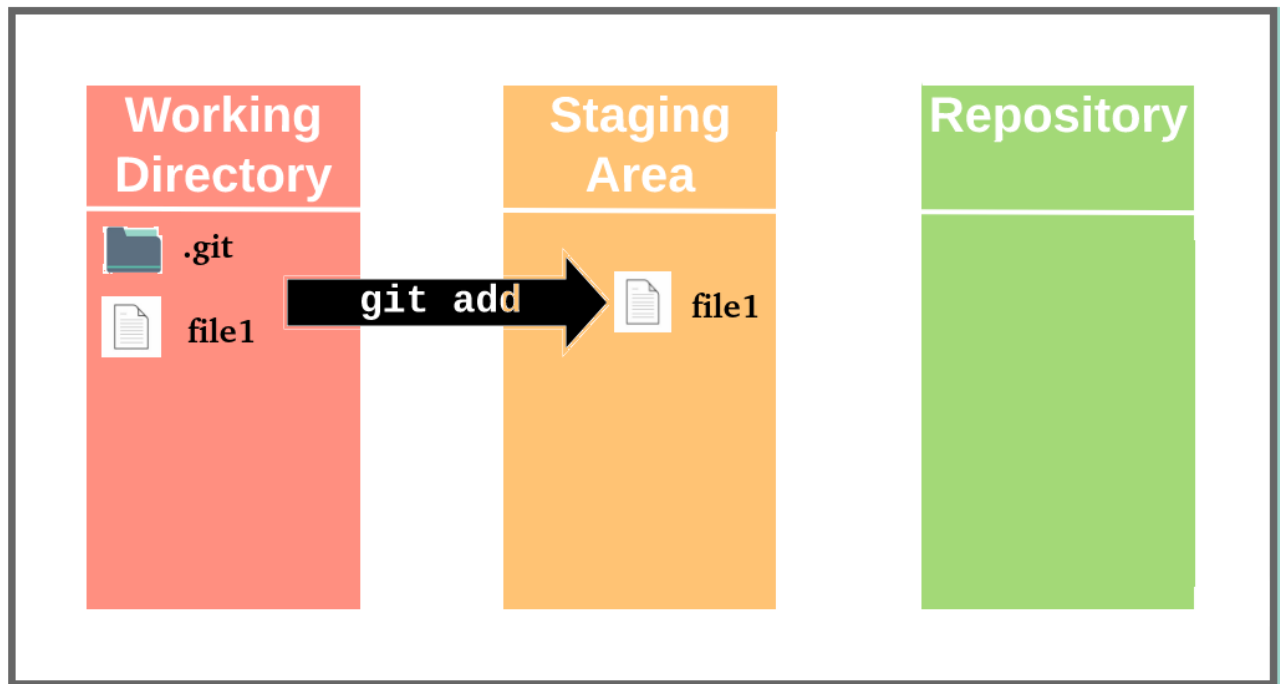 Working
Directory
Staging
Area
Repository
.git
file1
git add
file1